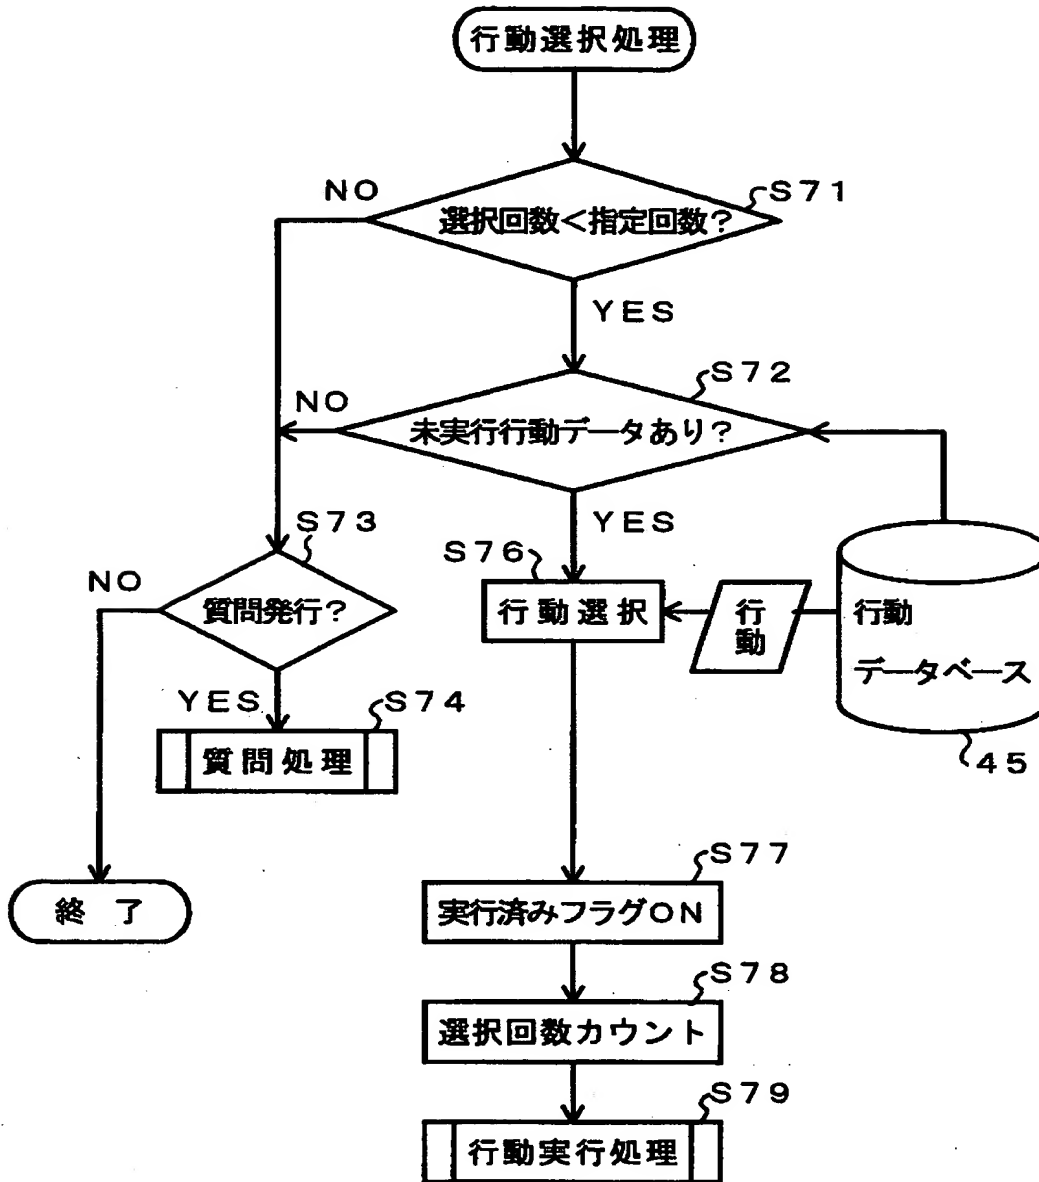 行動選択処理
NO
S71
選択回数<指定回数?
YES
S72
NO
未実行行動データあり?
YES
S73
S76
NO
質問発行?
行動選択
行動
行動
データベース
YES
S74
質問処理
45
S77
終了
実行済みフラグON
S78
選択回数カウント
S79
行動実行処理